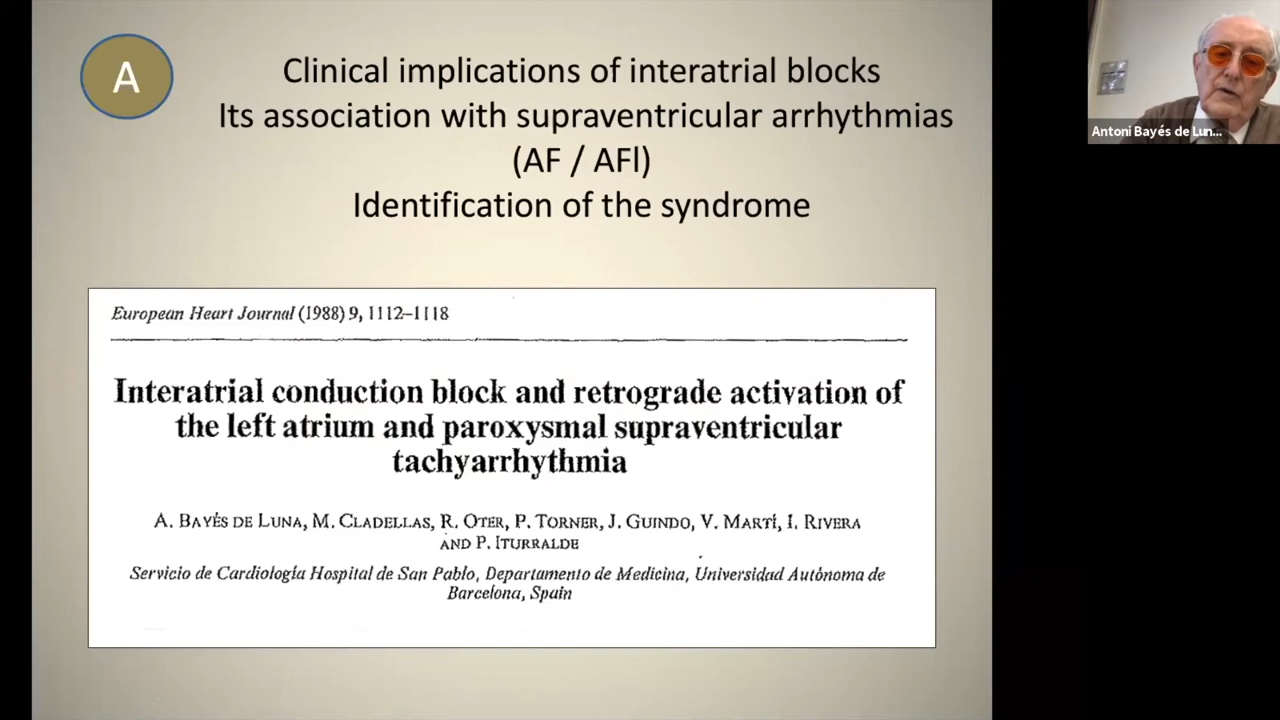 A
Clinical implications of interatrial blocks
Its association with supraventricular arrhythmias
(AF / AFl)
Identification of the syndrome
European Heart Journal (1988) 9, 1112–1118
Interatrial conduction block and retrograde activation of
the left atrium and paroxysmal supraventricular
tachyarrhythmia
A. BAYÉS DE LUNA, M. CLADELLAS, R. OTER, P. TORNER, J. GUINDO, V. MARTÍ, I. RIVERA
AND P. ITURRALDE
Servicio de Cardiología Hospital de San Pablo, Departamento de Medicina, Universidad Autónoma de
Barcelona, Spain
Antoni Bayés de Lun...